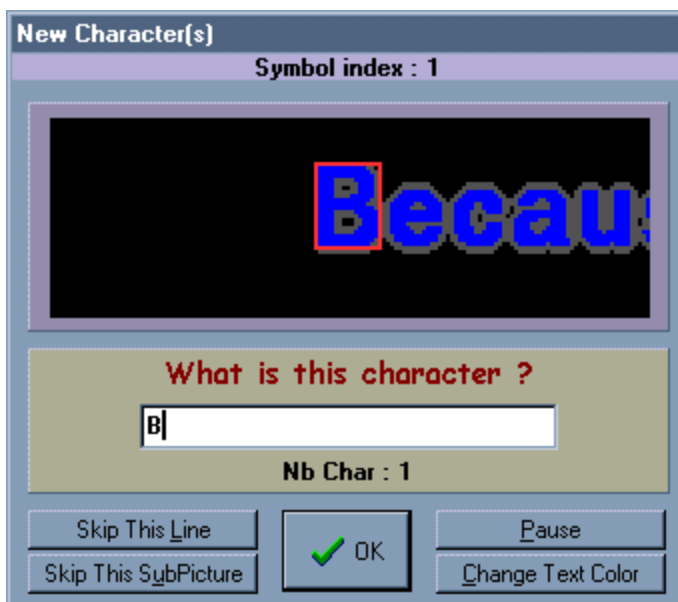 New Character(s)
Symbol index : 1
Becaus
What is this character ?
B
Nb Char : 1
Skip This Line
OK
Pause
Skip This SubPicture
Change Text Color